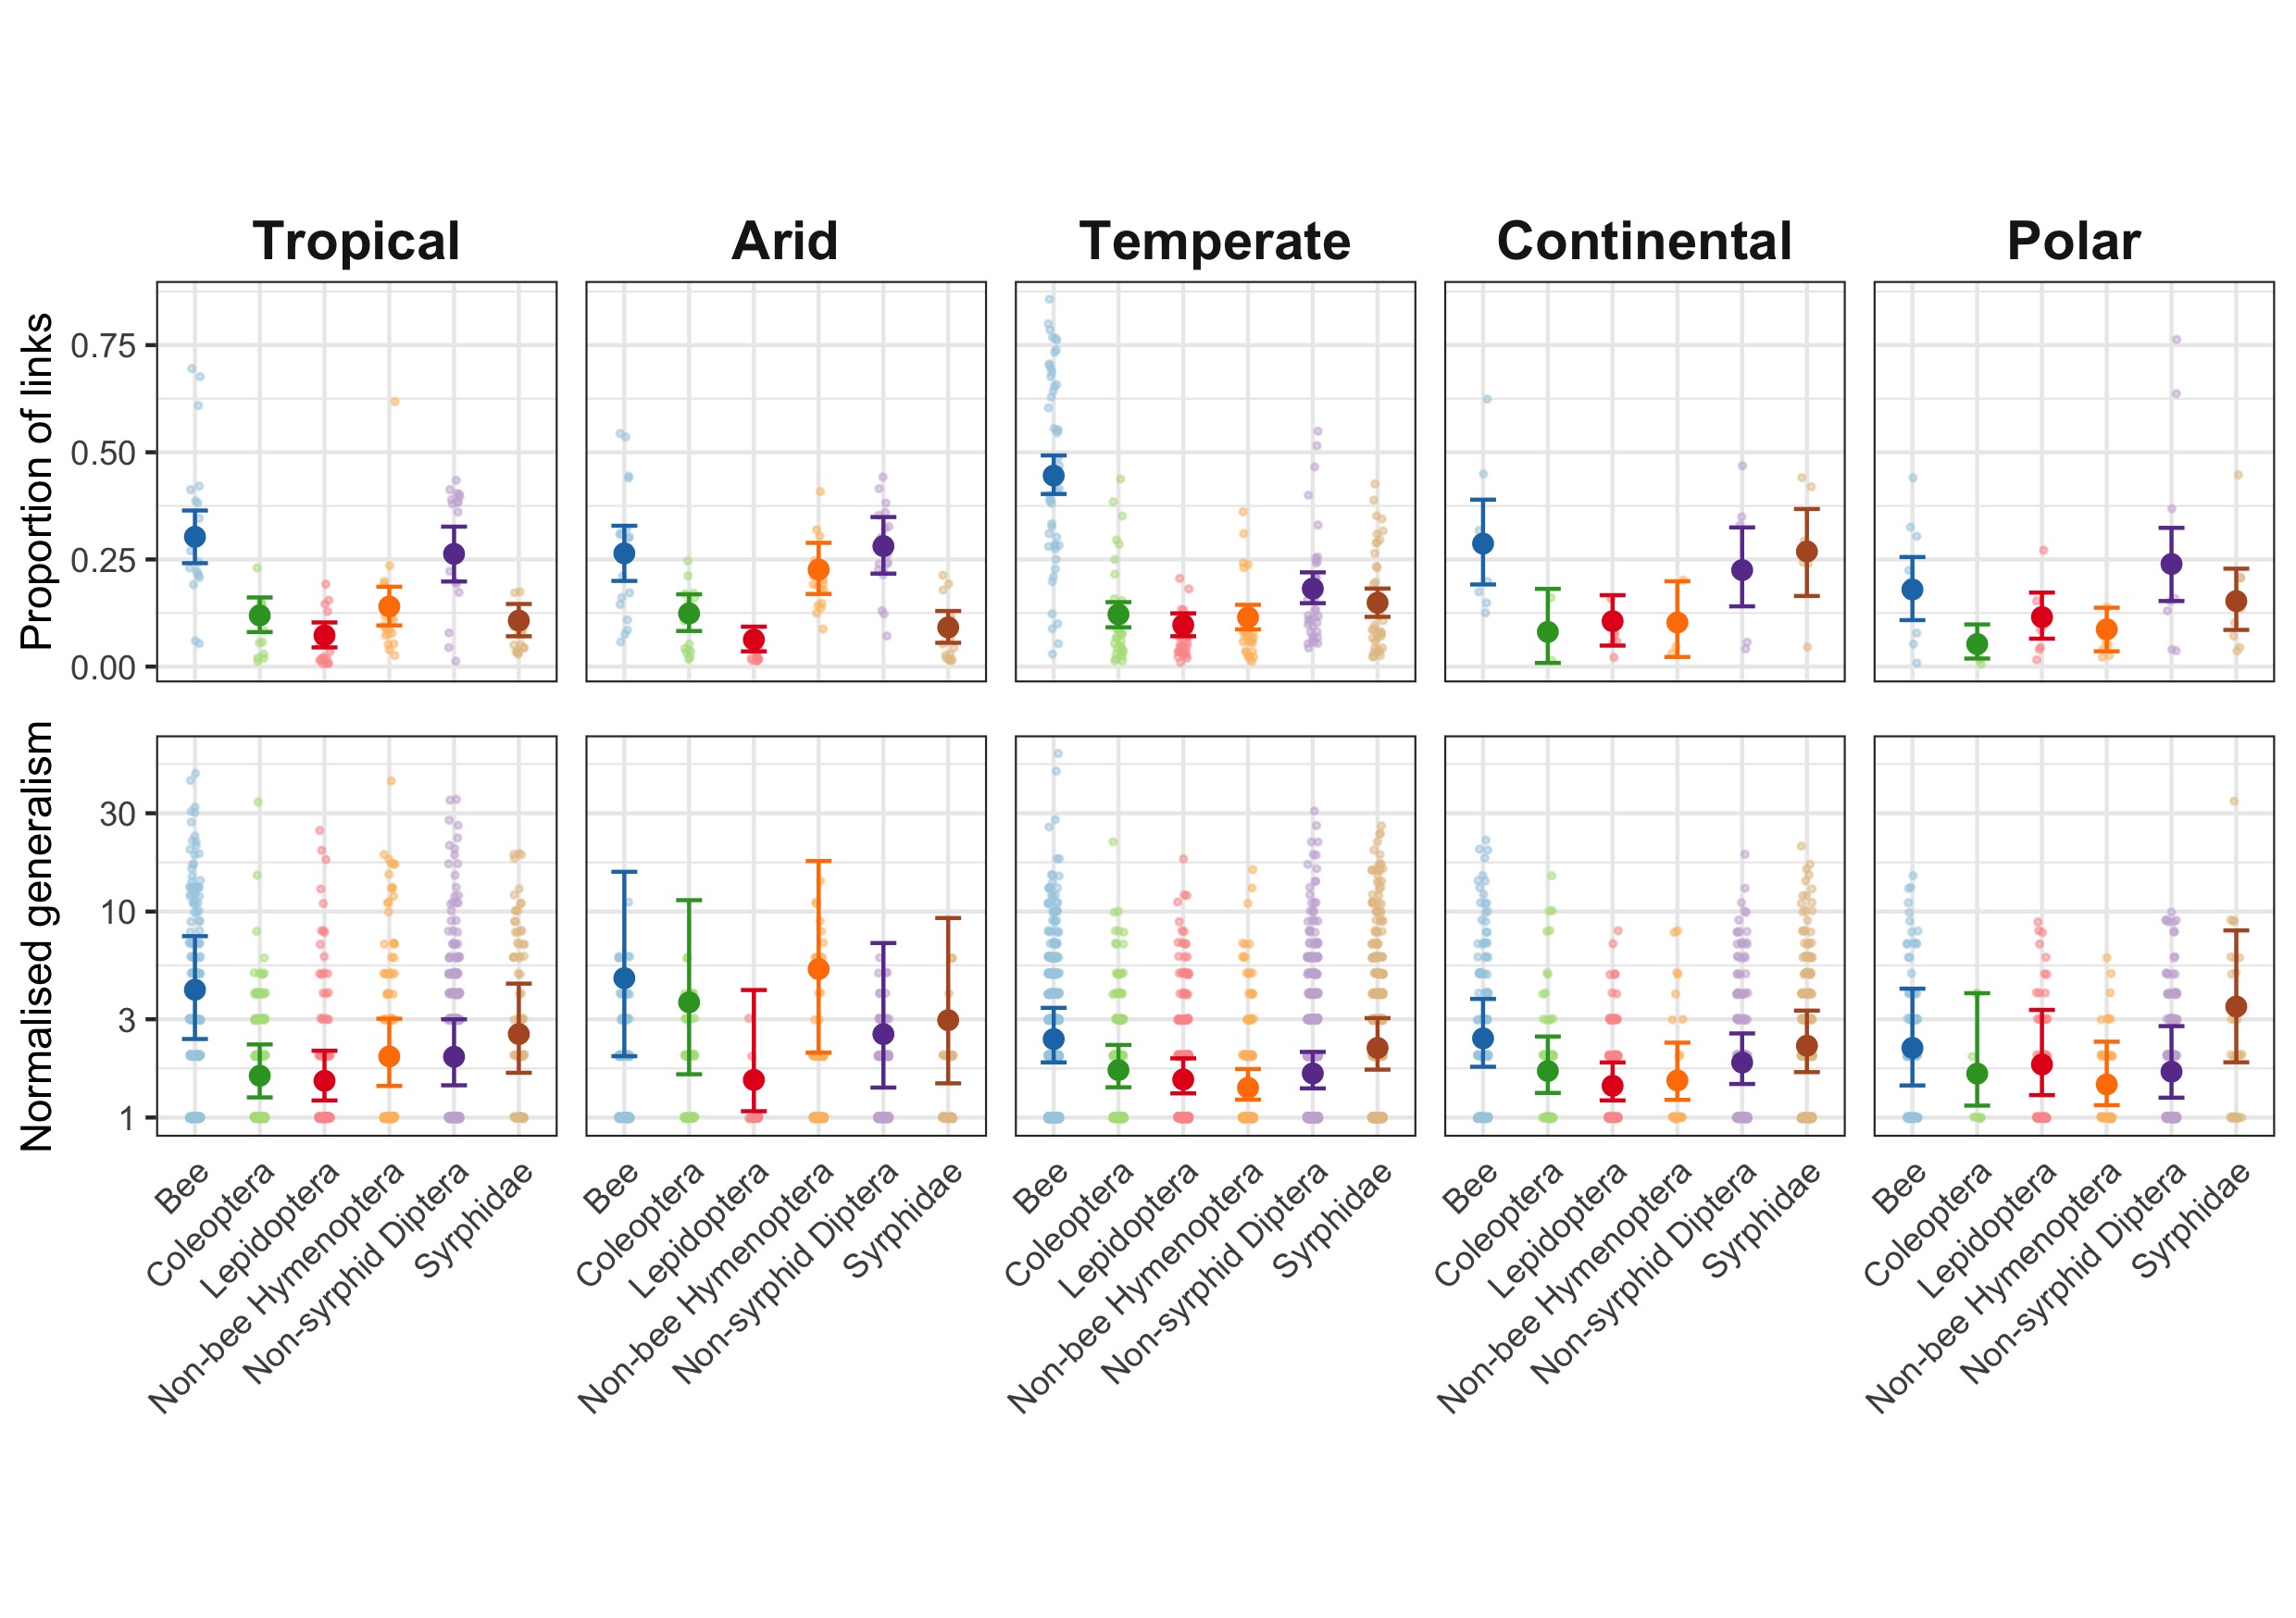 Tropical Arid Temperate Continental Polar
Proportion of links
0.75
0.50
0.25
0.00
Normalised generalism
30
10
3
1
Bee Coleoptera Lepidoptera Non-bee Hymenoptera Non-syrphid Diptera Syrphidae
Bee Coleoptera Lepidoptera Non-bee Hymenoptera Non-syrphid Diptera Syrphidae
Bee Coleoptera Lepidoptera Non-bee Hymenoptera Non-syrphid Diptera Syrphidae
Bee Coleoptera Lepidoptera Non-bee Hymenoptera Non-syrphid Diptera Syrphidae
Bee Coleoptera Lepidoptera Non-bee Hymenoptera Non-syrphid Diptera Syrphidae